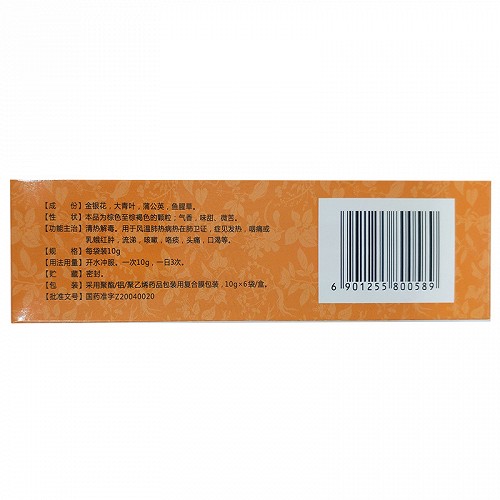 【成　份】金银花，大青叶，蒲公英，鱼腥草。
【性　状】本品为棕色至棕褐色的颗粒；气香，味甜、微苦。
【功能主治】清热解毒。用于风温肺热病热在肺卫证，症见发热，咽痛或
乳蛾红肿，流涕，咳嗽，咯痰，头痛，口渴等。
【规　格】每袋装10g
【用法用量】开水冲服。一次10g，一日3次。
【贮　藏】密封。
【包　装】采用聚酯/铝/聚乙烯药品包装用复合膜包装，10g×6袋/盒。
【批准文号】国药准字Z20040020
6 901255 800589